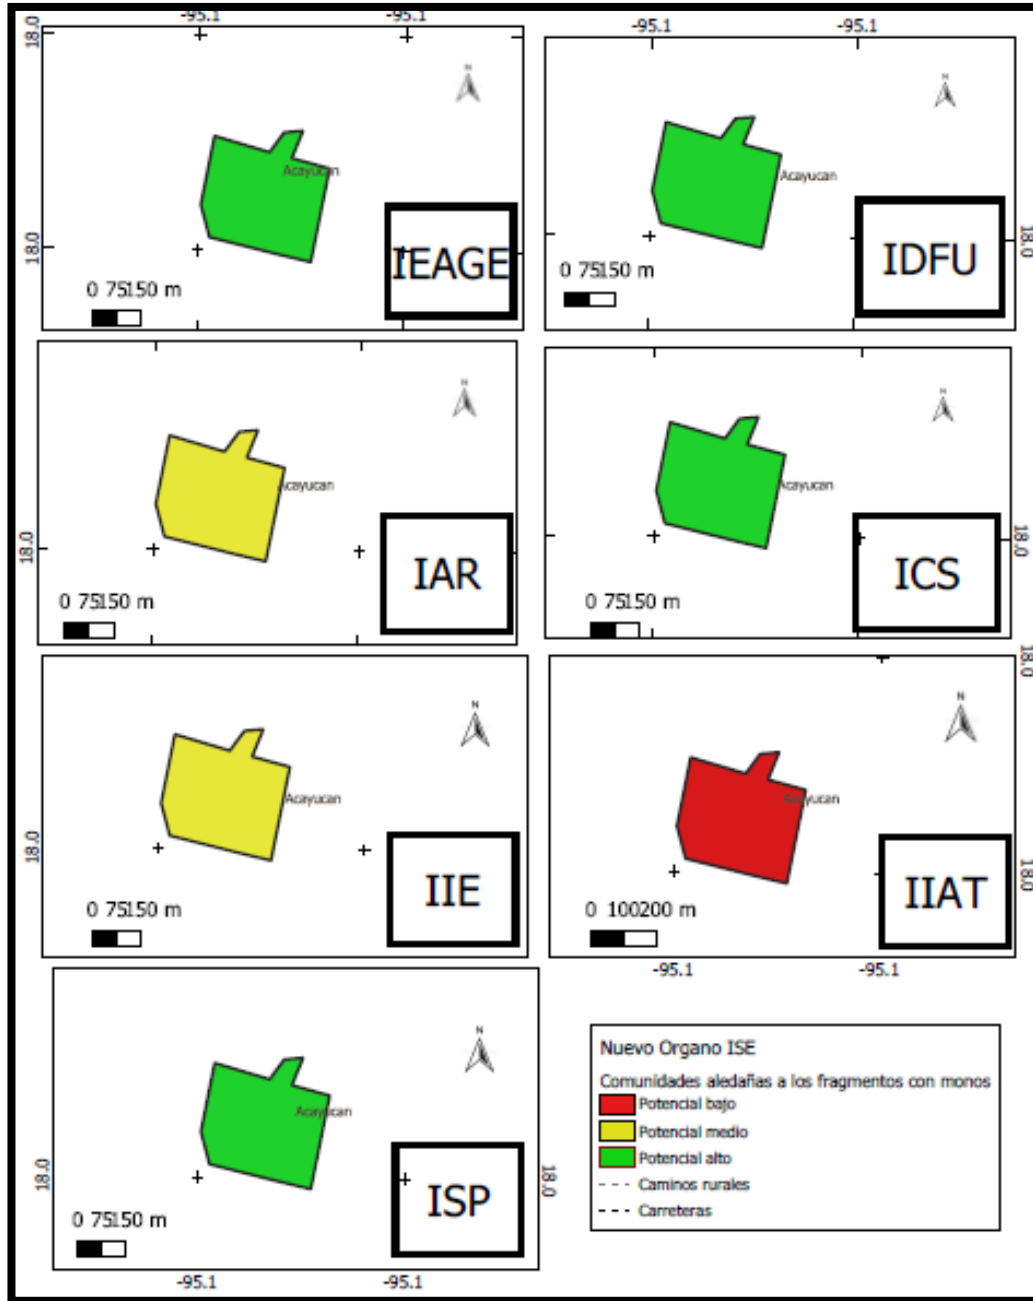 -95.1 -95.1
18.0
N
Acayucan
18.0
IEAGE
0 75150 m
-95.1 -95.1
N
Acayucan
IDFU
18.0
0 75150 m
N
Acayucan
18.0
IAR
0 75150 m
N
Acayucan
18.0
ICS
0 75150 m
N
Acayucan
18.0
IIE
0 75150 m
18.0
N
Acayucan
18.0
IIAT
0 100200 m
-95.1 -95.1
N
Acayucan
18.0
18.0
ISP
0 75150 m
-95.1 -95.1
Nuevo Organo ISE
Comunidades aledañas a los fragmentos con monos
Potencial bajo
Potencial medio
Potencial alto
Caminos rurales
Carreteras